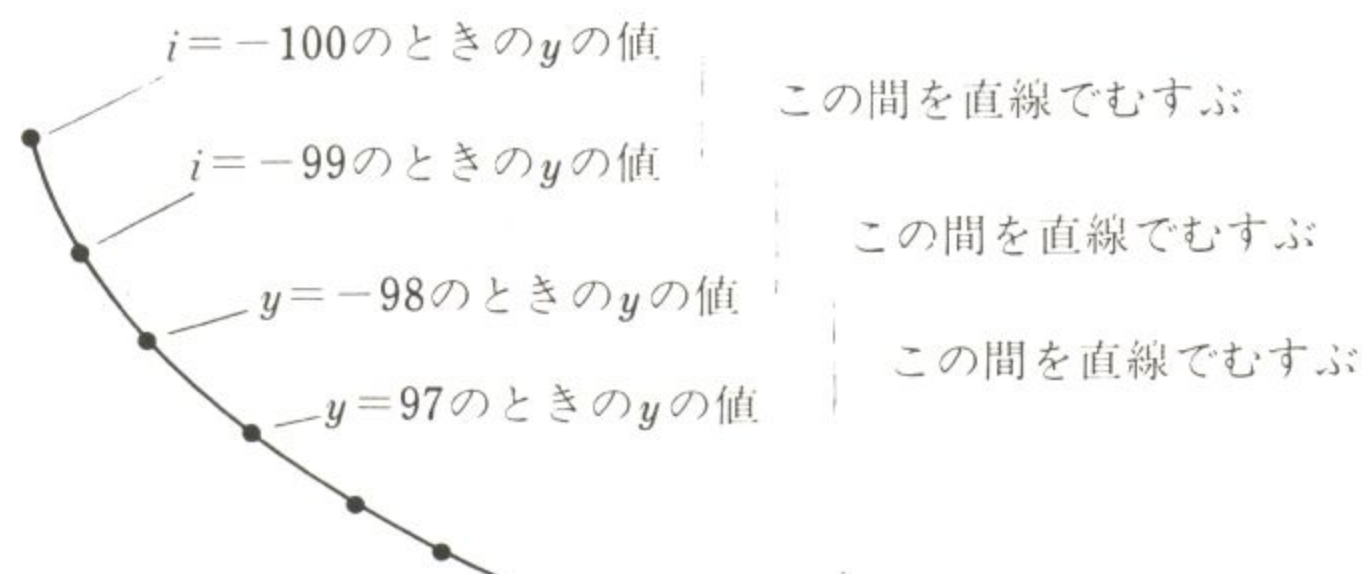 i=-100のときのyの値
この間を直線でむすぶ
i=-99のときのyの値
この間を直線でむすぶ
y=-98のときのyの値
この間を直線でむすぶ
y=97のときのyの値